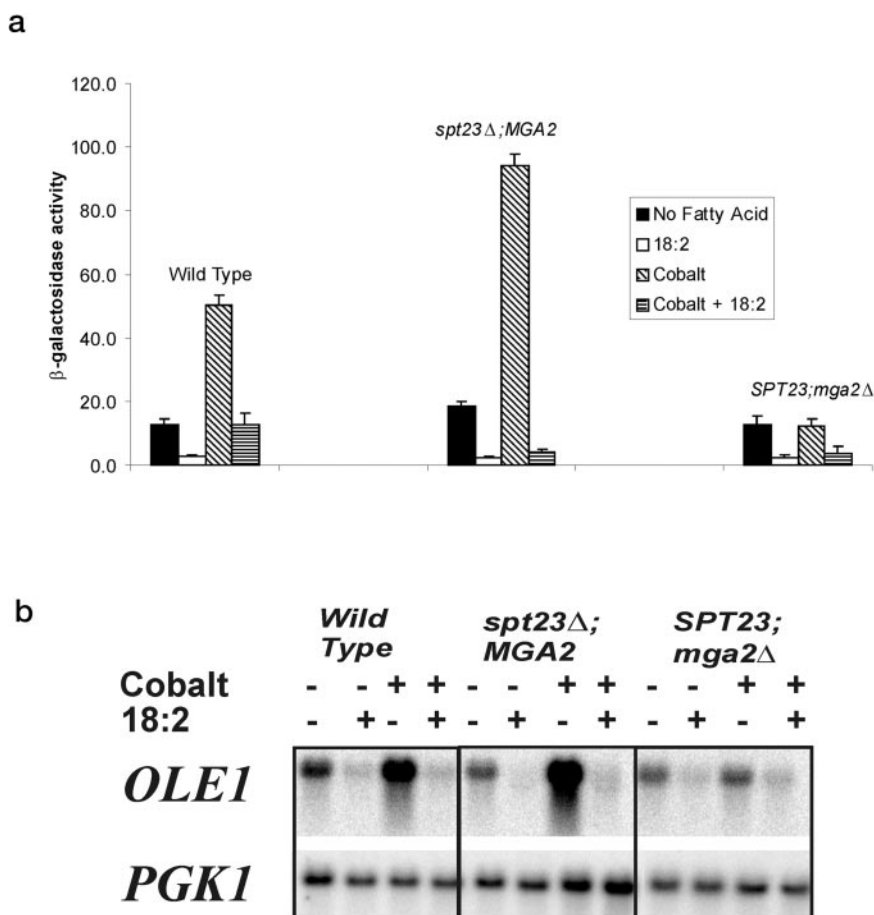 a
120.0
100.0
80.0
60.0
40.0
20.0
0.0
β-galactosidase activity
Wild Type
spt23Δ;MGA2
SPT23;mga2Δ
No Fatty Acid
18:2
Cobalt
Cobalt + 18:2
b
Wild Type
spt23Δ; MGA2
SPT23; mga2Δ
Cobalt - - + + - - + + - - + +
18:2 - + - + - + - + - + - +
OLE1
PGK1